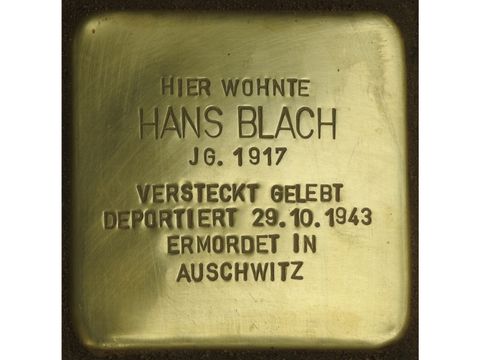 HIER WOHNTE
HANS BLACH
JG. 1917
VERSTECKT GELEBT
DEPORTIERT 29.10.1943
ERMORDET IN
AUSCHWITZ